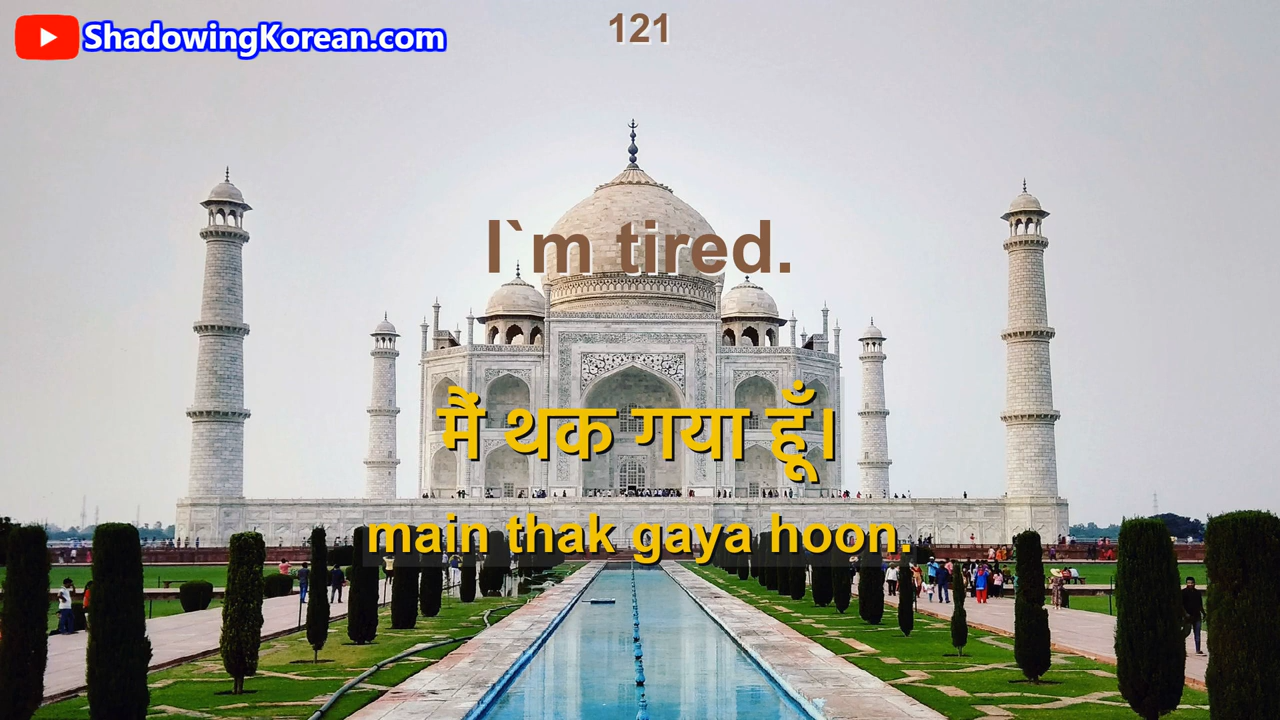 ShadowingKorean.com
121
I`m tired.
मैं थक गया हूँ।
main thak gaya hoon.